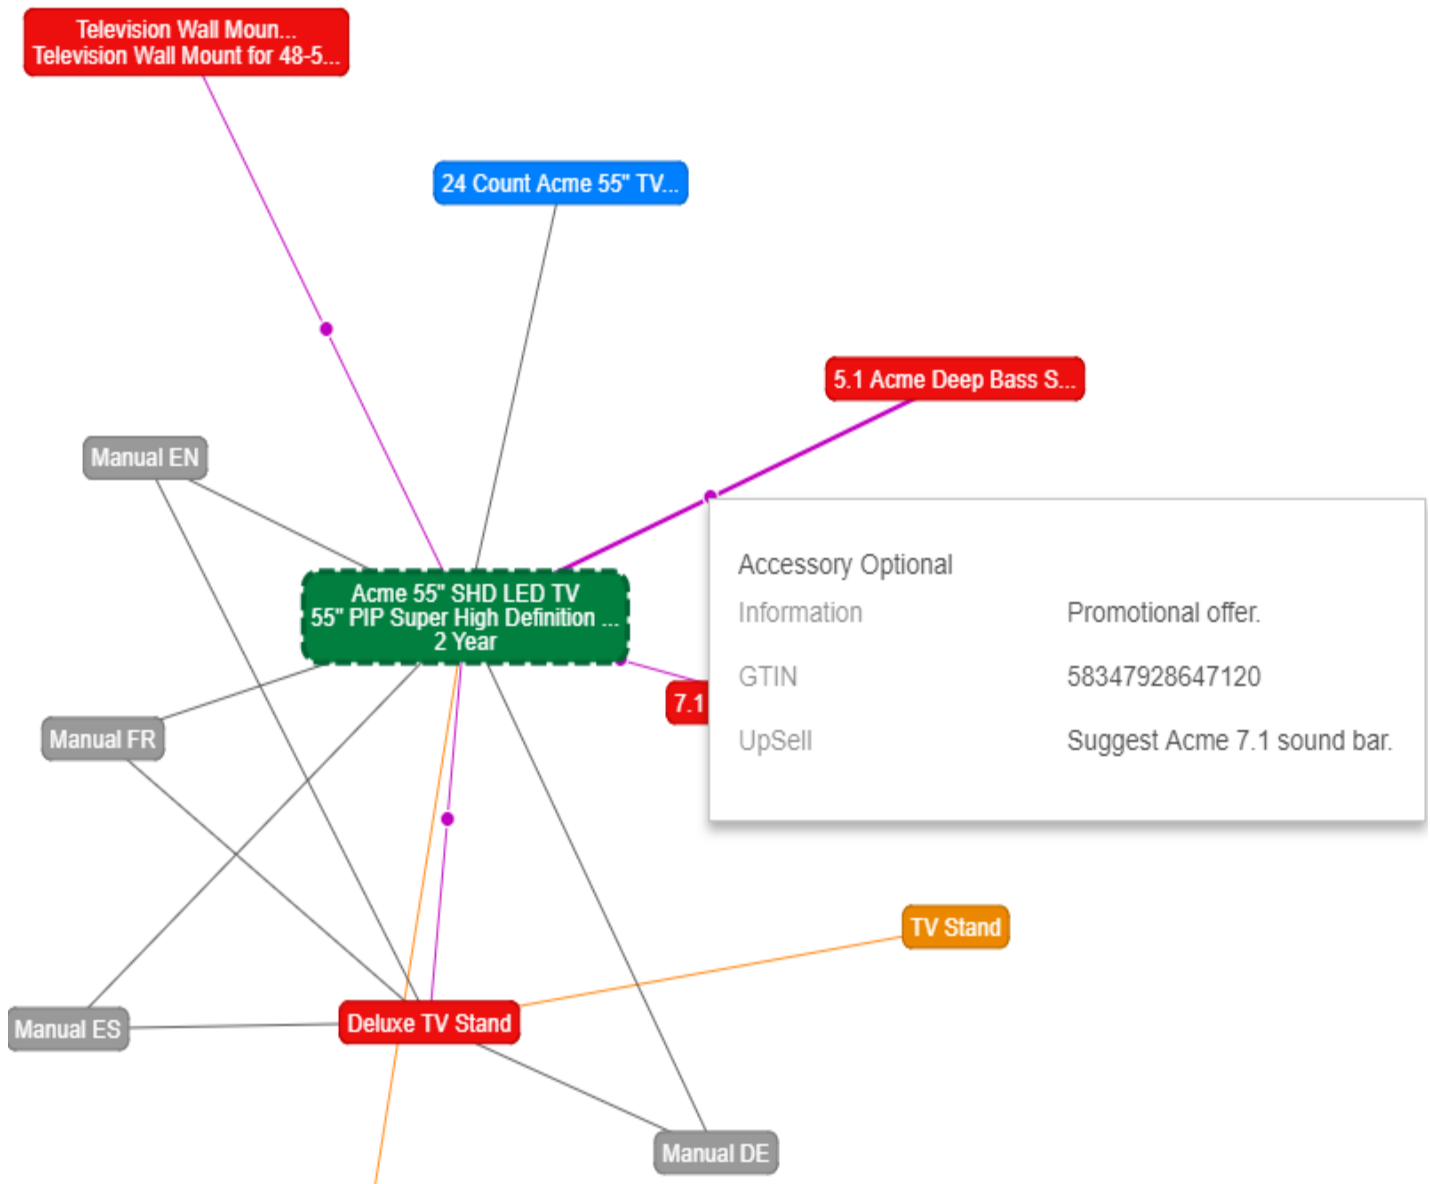 Television Wall Moun...
Television Wall Mount for 48-5...
24 Count Acme 55" TV...
5.1 Acme Deep Bass S...
Manual EN
Acme 55" SHD LED TV
55" PIP Super High Definition ...
2 Year
Accessory Optional
Information Promotional offer.
GTIN 58347928647120
UpSell Suggest Acme 7.1 sound bar.
7.1
Manual FR
TV Stand
Deluxe TV Stand
Manual ES
Manual DE